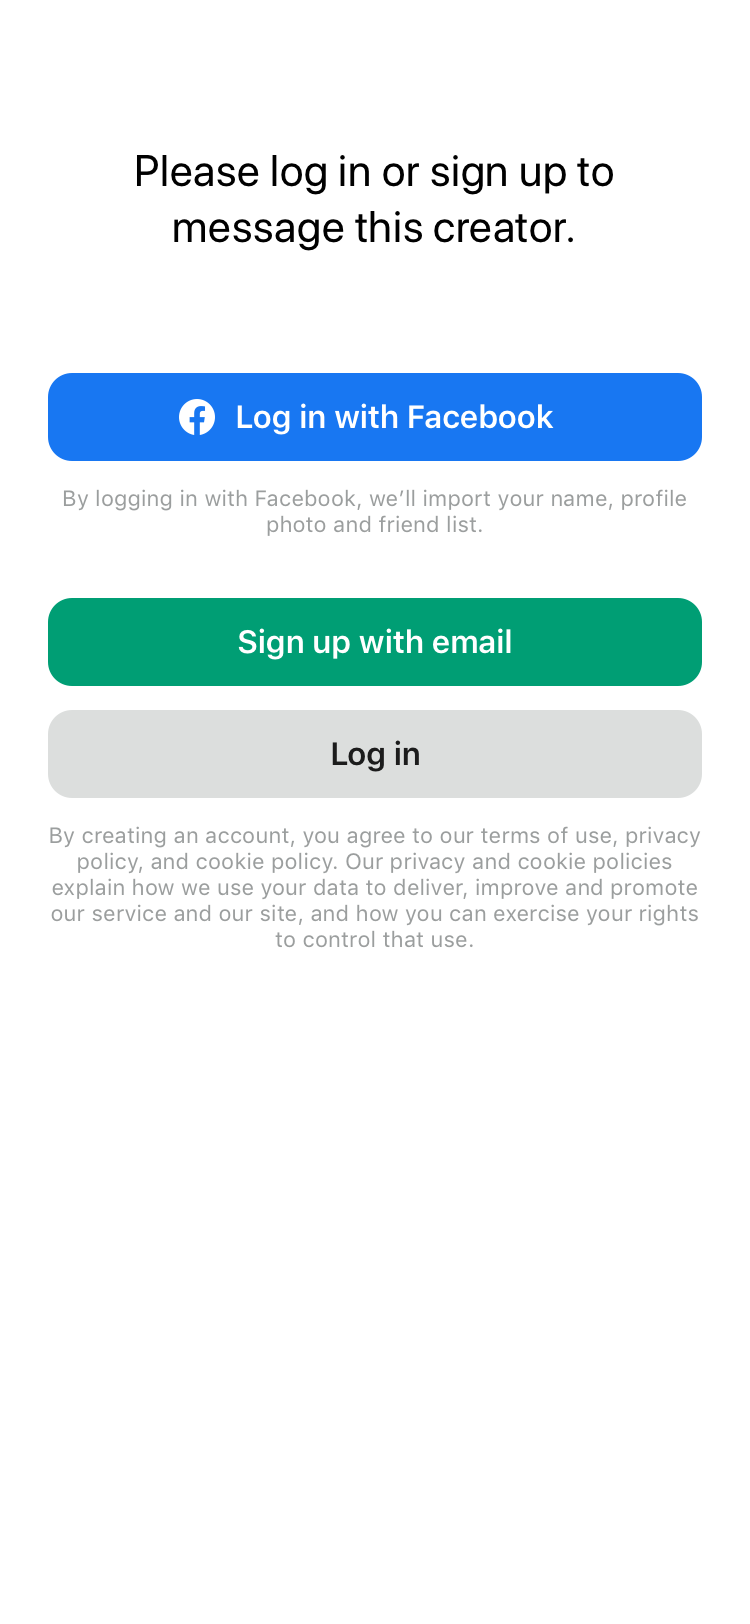 Please log in or sign up to
message this creator.
Log in with Facebook
By logging in with Facebook, we’ll import your name, profile
photo and friend list.
Sign up with email
Log in
By creating an account, you agree to our terms of use, privacy
policy, and cookie policy. Our privacy and cookie policies
explain how we use your data to deliver, improve and promote
our service and our site, and how you can exercise your rights
to control that use.